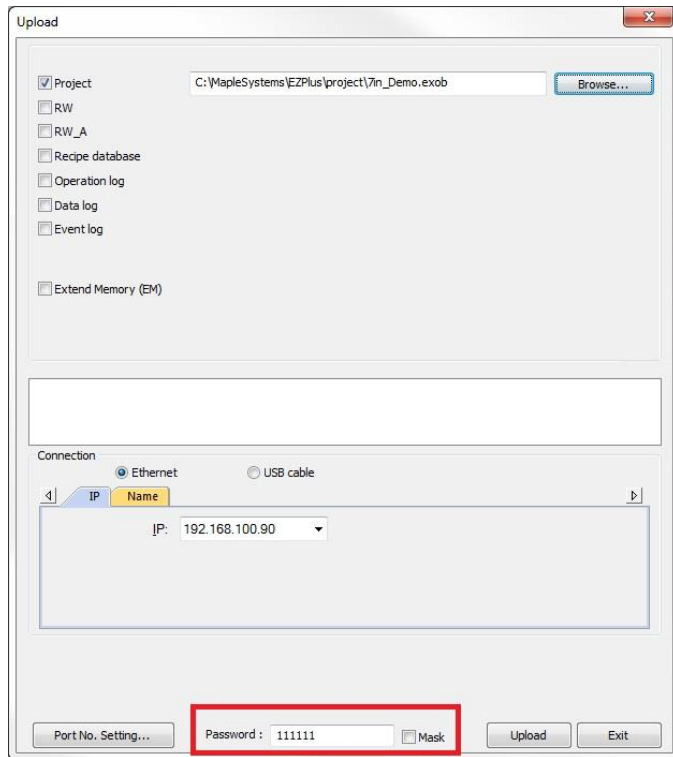 Upload
Project C:\MapleSystems\EZPlus\project\7in_Demo.exob Browse...
RW
RW_A
Recipe database
Operation log
Data log
Event log
Extend Memory (EM)
Connection
Ethernet USB cable
IP Name
IP: 192.168.100.90
Port No. Setting... Password : 111111 Mask Upload Exit